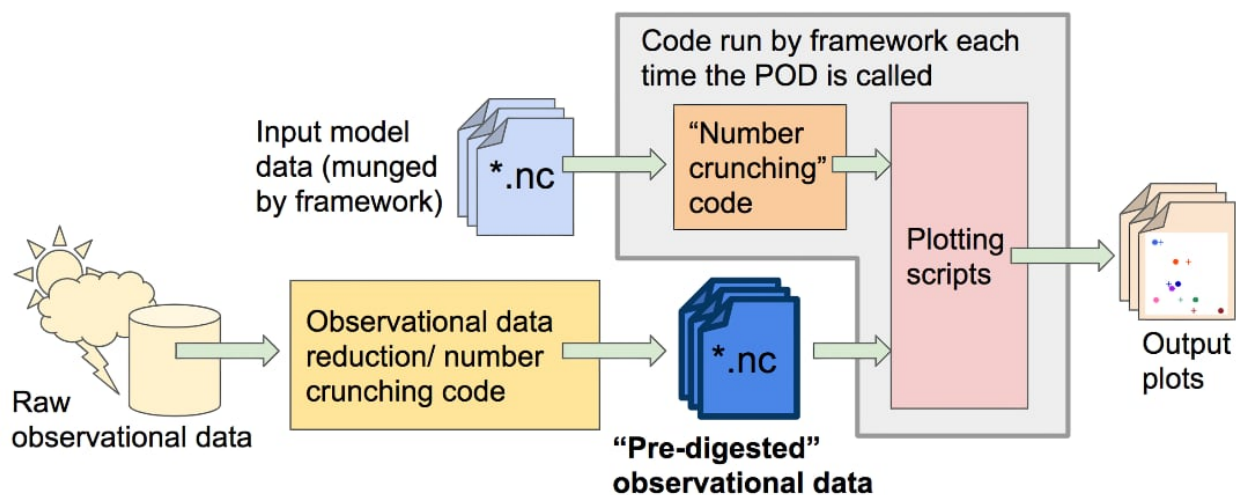 Code run by framework each
time the POD is called
Input model
data (munged
by framework)
*.nc
“Number
crunching”
code
Plotting
scripts
Output
plots
Raw
observational data
Observational data
reduction/ number
crunching code
*.nc
“Pre-digested”
observational data